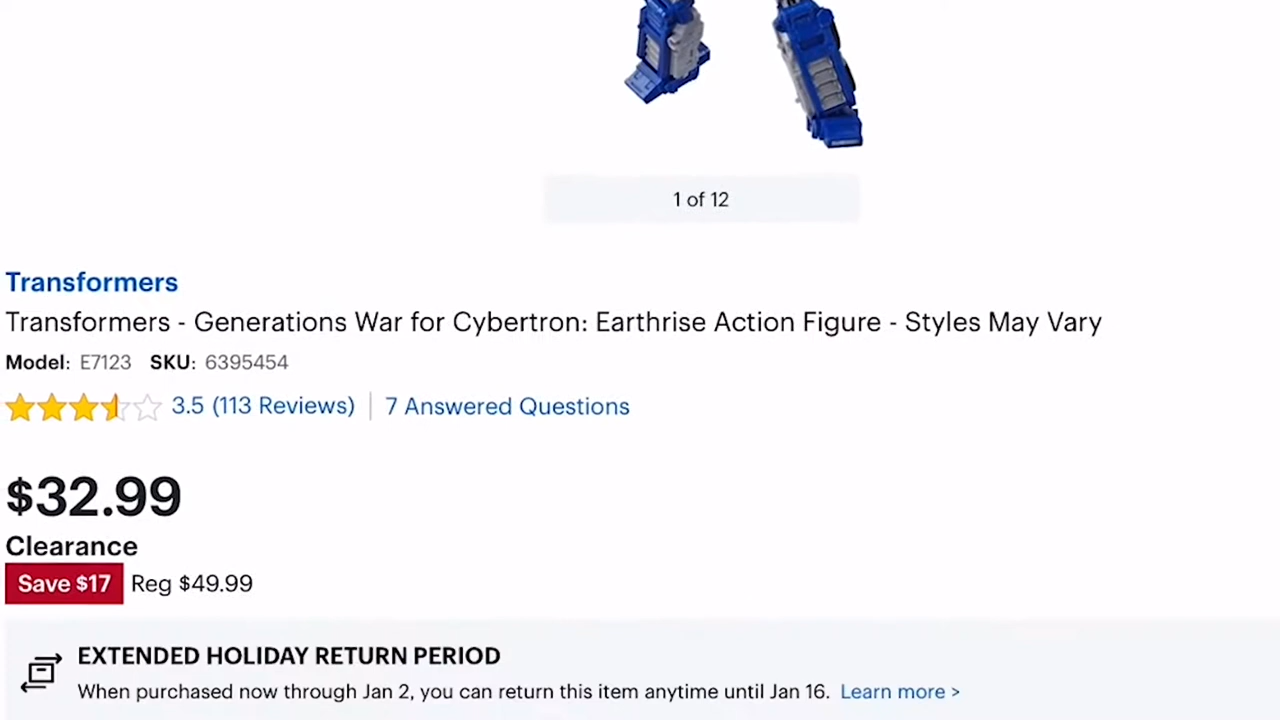 1 of 12
Transformers
Transformers - Generations War for Cybertron: Earthrise Action Figure - Styles May Vary
Model: E7123 SKU: 6395454
3.5 (113 Reviews) | 7 Answered Questions
$32.99
Clearance
Save $17 Reg $49.99
EXTENDED HOLIDAY RETURN PERIOD
When purchased now through Jan 2, you can return this item anytime until Jan 16. Learn more >